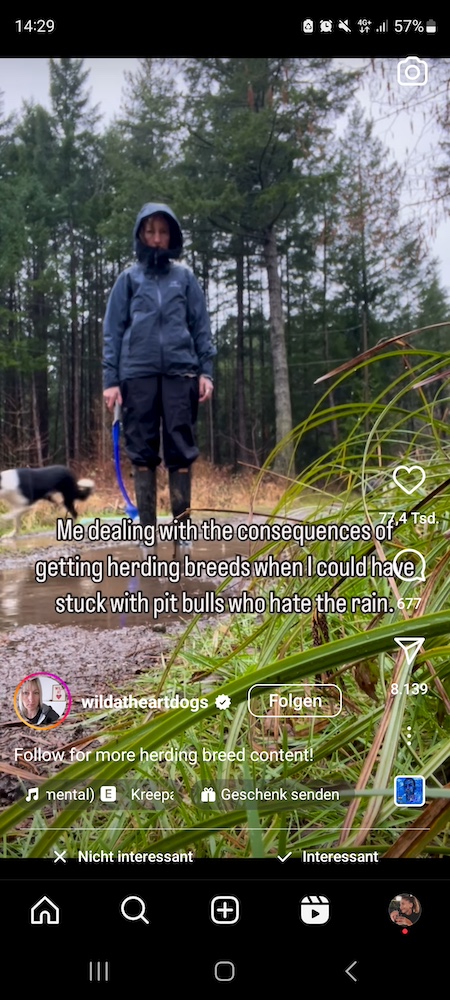 14:29
4G+
57%
Me dealing with the consequences of
getting herding breeds when I could have
stuck with pit bulls who hate the rain.
77,4 Tsd.
677
8.139
wildatheartdogs
Folgen
Follow for more herding breed content!
mental) E Kreepa
Geschenk senden
Nicht interessant
Interessant